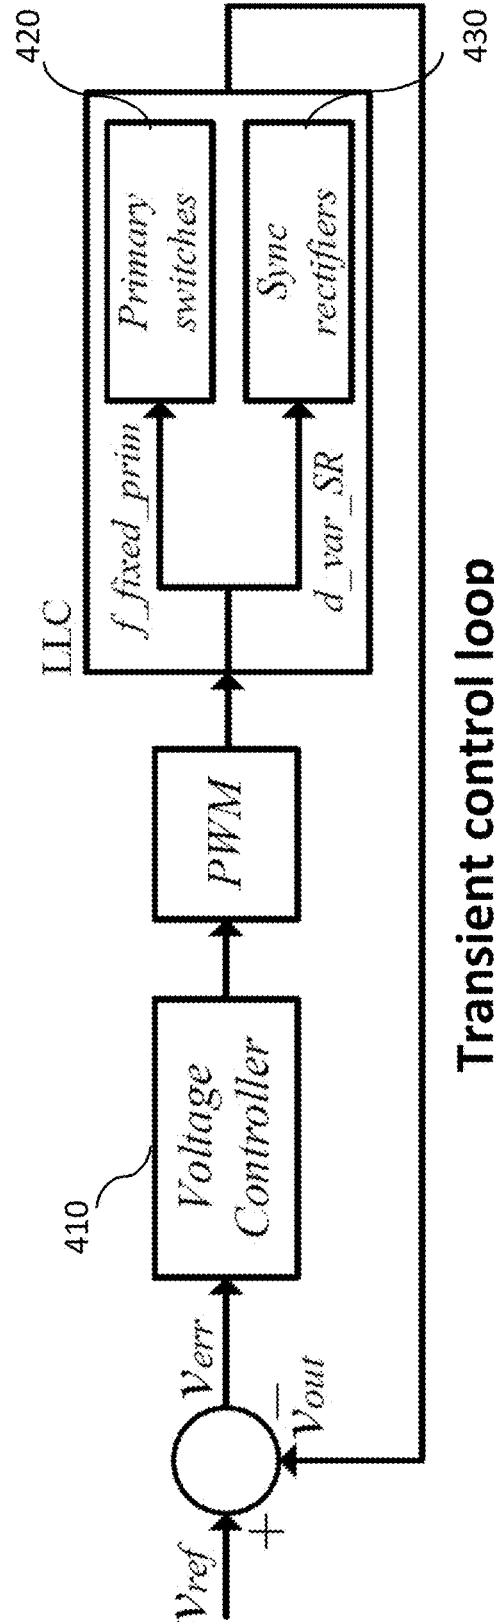 Vref
+
Verr
−
Vout
410
Voltage
Controller
PWM
LLC
f_fixed_prim
d_var_SR
420
Primary
switches
430
Sync
rectifiers
Transient control loop